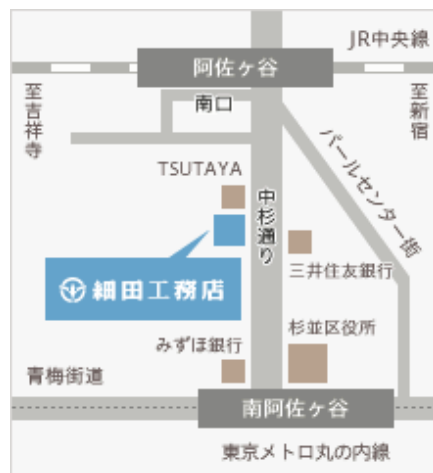 JR中央線
阿佐ヶ谷
至吉祥寺
南口
至新宿
TSUTAYA
中杉通り
パールセンター街
三井住友銀行
細田工務店
みずほ銀行
杉並区役所
青梅街道
南阿佐ヶ谷
東京メトロ丸の内線